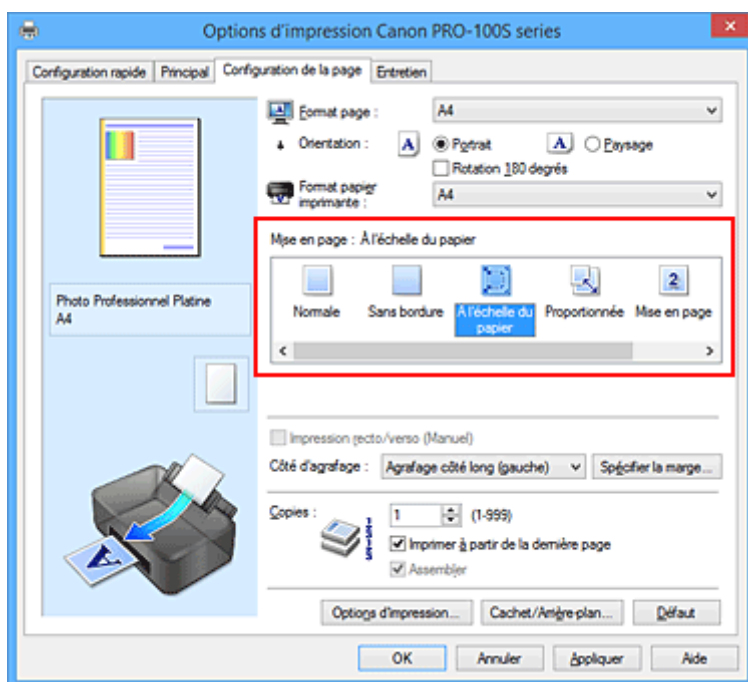 Options d'impression Canon PRO-100S series
Configuration rapide Principal Configuration de la page Entretien
Format page : A4
Orientation : A Portrait A Paysage
Rotation 180 degrés
Format papier
imprimante : A4
Mise en page : À l'échelle du papier
Normale Sans bordure À l'échelle du
papier Proportionnée Mise en page
2
Photo Professionnel Platine
A4
Impression recto/verso (Manuel)
Côté d'agrafage : Agrafage côté long (gauche) Spécifier la marge...
Copies : 1 (1-999)
Imprimer à partir de la dernière page
Assembler
A
Options d'impression... Cachet/Arrière-plan... Défaut
OK Annuler Appliquer Aide